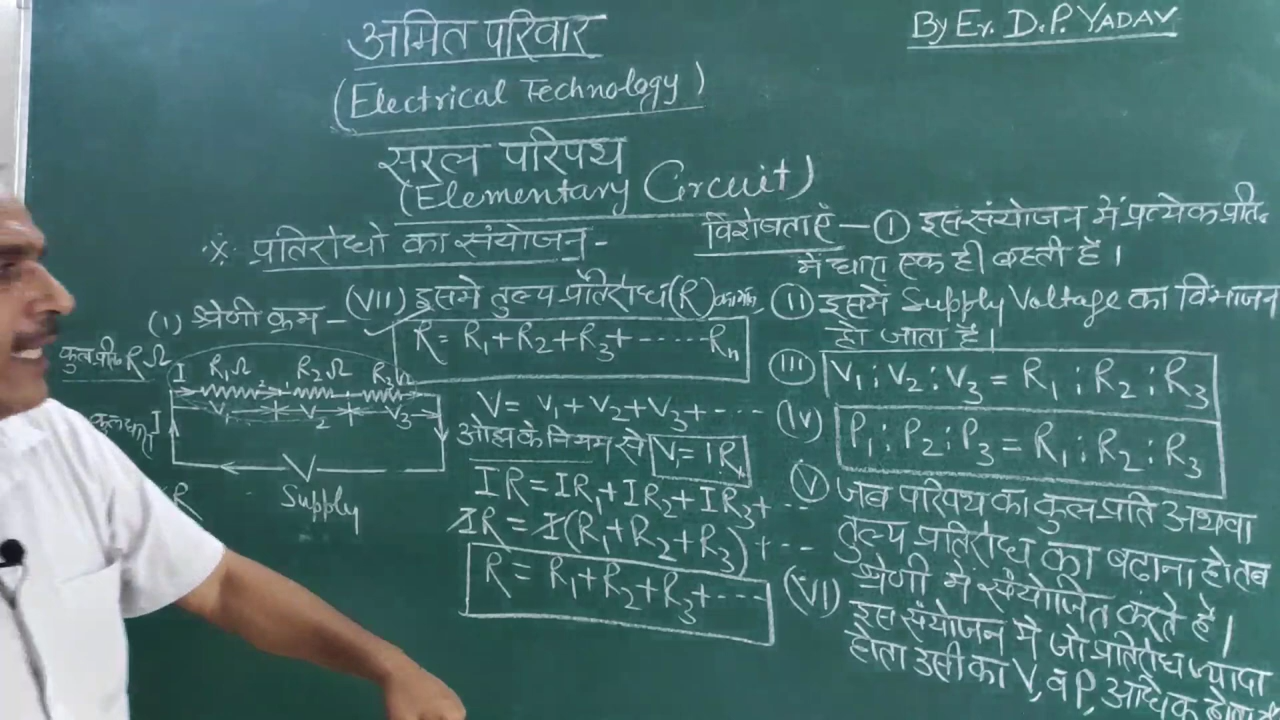 अमित परिवार
By Er. D.P. YADAV
(Electrical Technology)
सरल परिपथ
(Elementary Circuit)
* प्रतिरोधो का संयोजन-
(I) श्रेणी क्रम -
(VII) इसमे तुल्य प्रतिरोध (R)
R = R1+R2+R3+ ------ Rn
कुल प्रति. R Ω
I R1Ω R2Ω R3Ω
V1 V2 V3
I
V
Supply
V = V1+V2+V3+---
ओह्म के नियम से V = IR
IR = IR1+IR2+IR3+---
IR = I(R1+R2+R3)+---
R = R1+R2+R3+----
विशेषताएं - (I) इस संयोजन में प्रत्येक प्रति.
में धारा एक ही बहती हैं।
(II) इसमें Supply Voltage का विभाजन
हो जाता है।
(III) V1 : V2 : V3 = R1 : R2 : R3
(IV) P1 : P2 : P3 = R1 : R2 : R3
(V) जब परिपथ का कुल प्रति अथवा
तुल्य प्रतिरोध का बढाना हो तब
श्रेणी में संयोजित करते हैं।
(VI) इस संयोजन मे जो प्रतिरोध ज्यादा
होता उसी का V, व P, अधिक